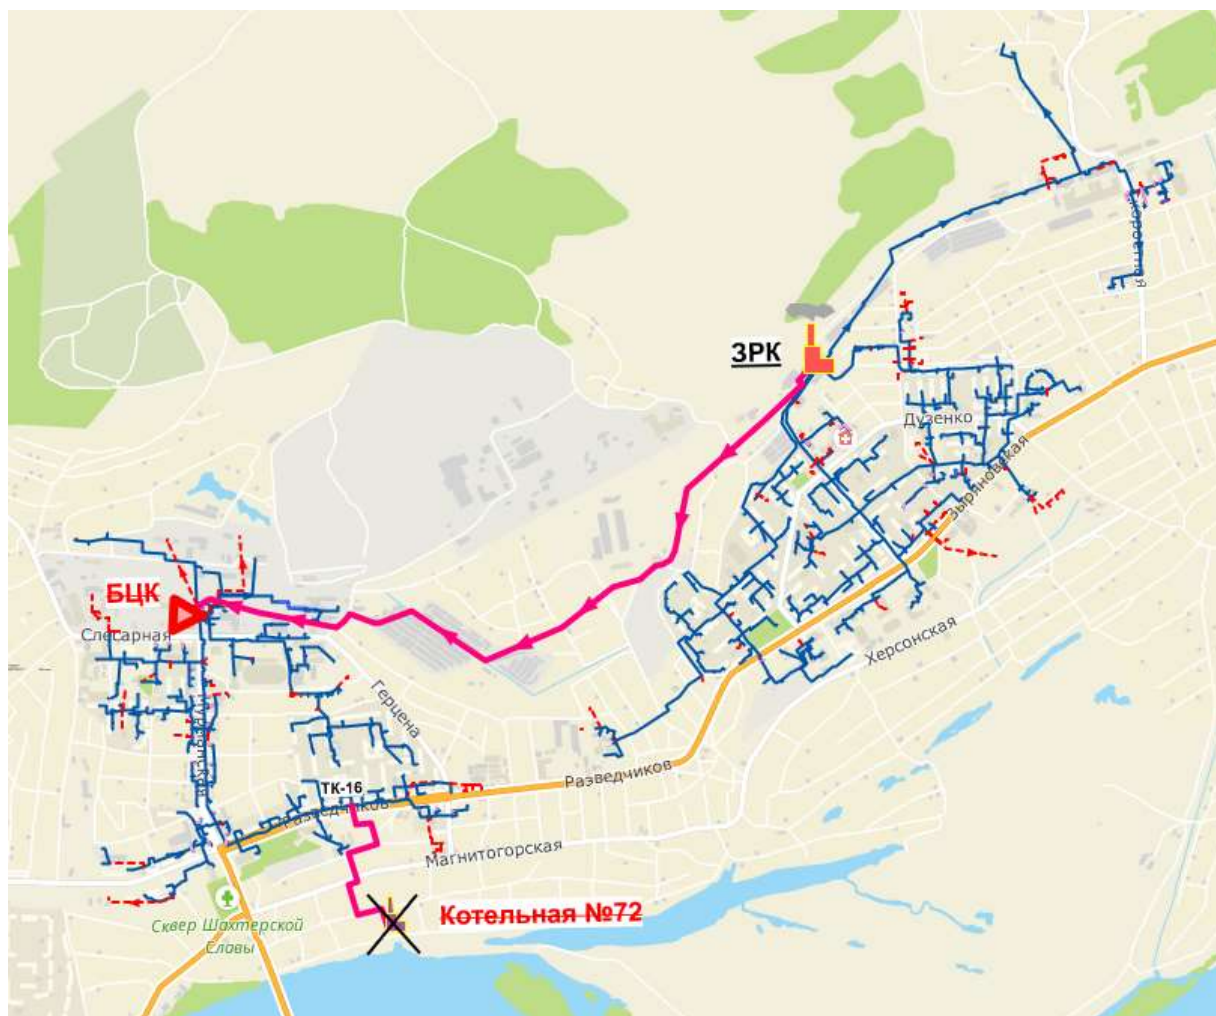 ЗРК
Дузенко
Зыряновская
Херсонская
БЦК
Слесарная
Герцена
ТК-16
Разведчиков
Разведчиков
Магнитогорская
Котельная №72
Сквер Шахтерской
Славы